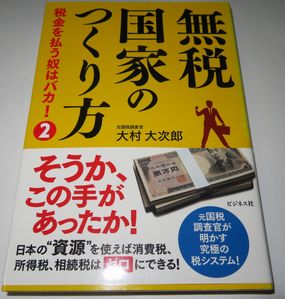 無税
国家の
つくり方
税金を払う奴はバカ！2
元国税調査官
大村 大次郎
そうか、
この手が
あったか！
日本の"資源"を使えば消費税、
所得税、相続税はゼロにできる！
ビジネス社
元国税
調査官が
明かす
究極の
税システム！
壱万円